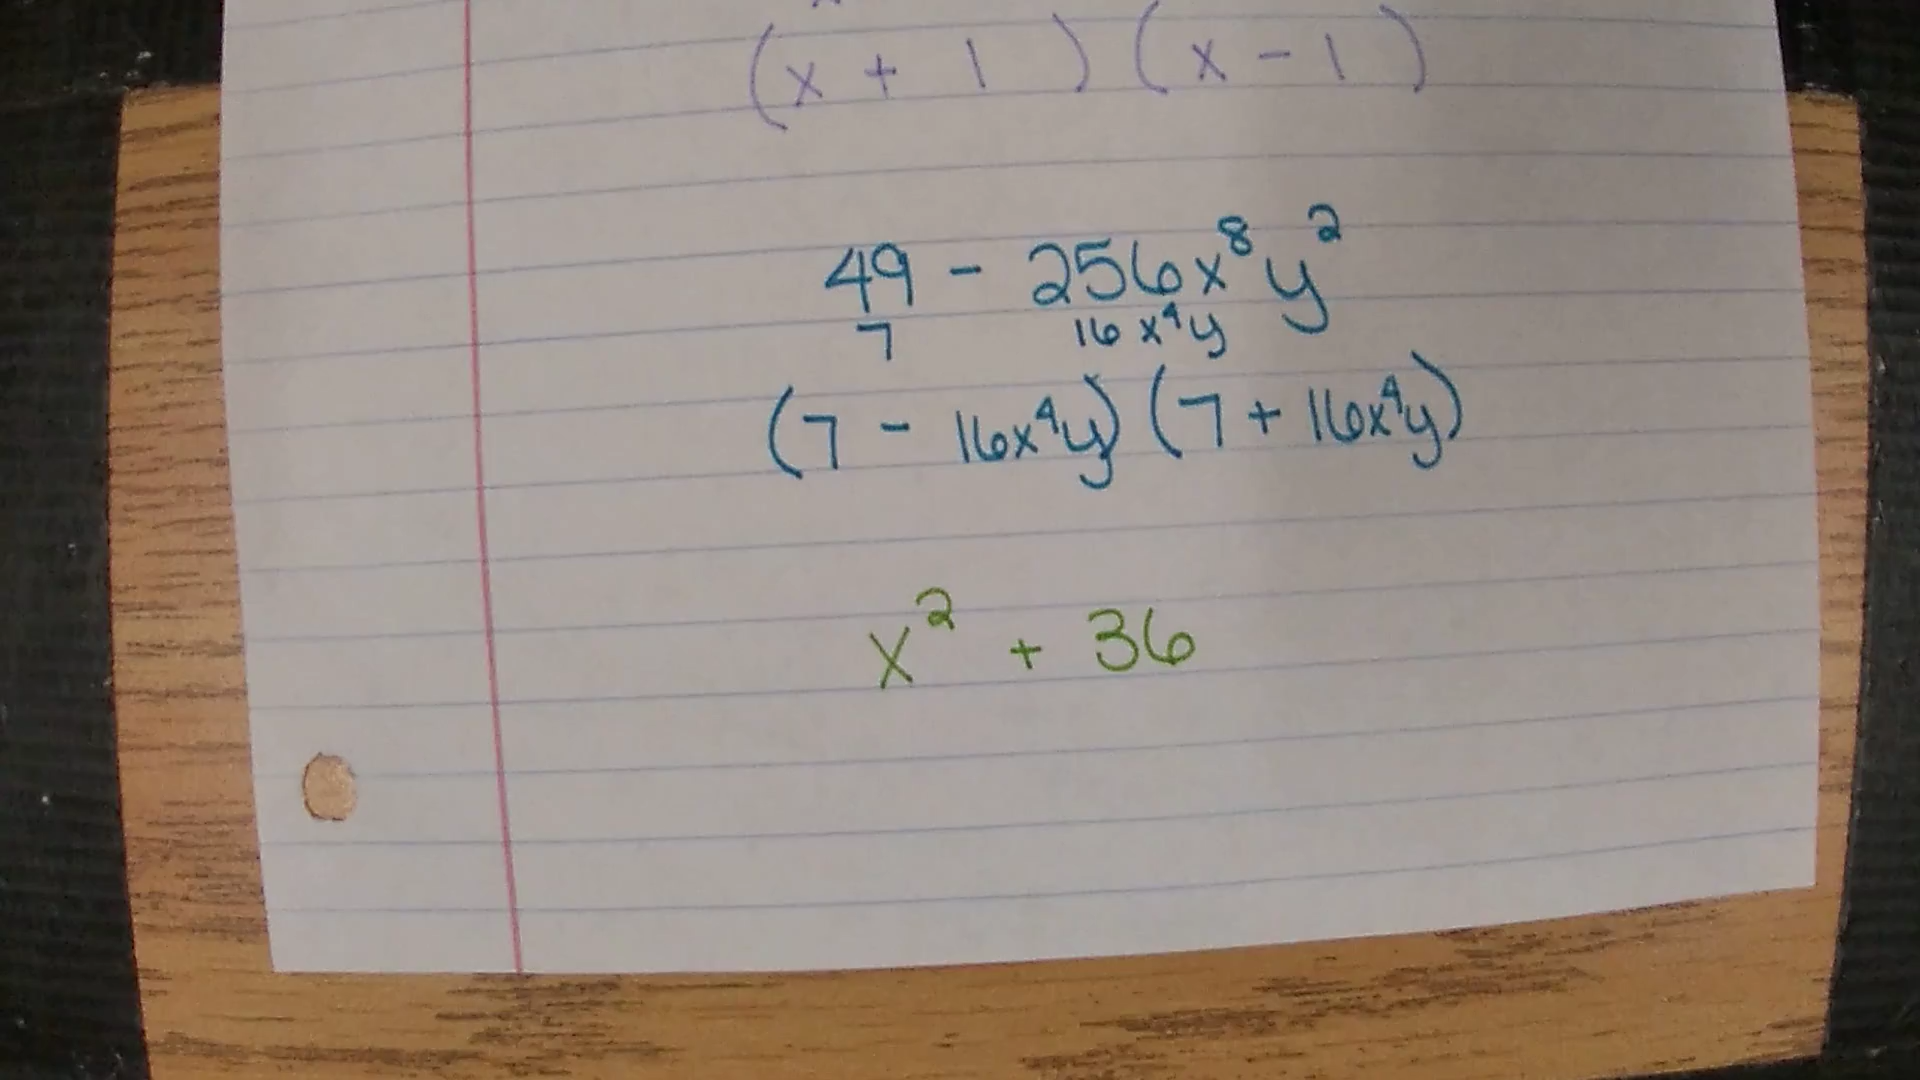 (x + 1) (x - 1)
49 - 256x⁸y²
7 16x⁴y
(7 - 16x⁴y) (7 + 16x⁴y)
x² + 36